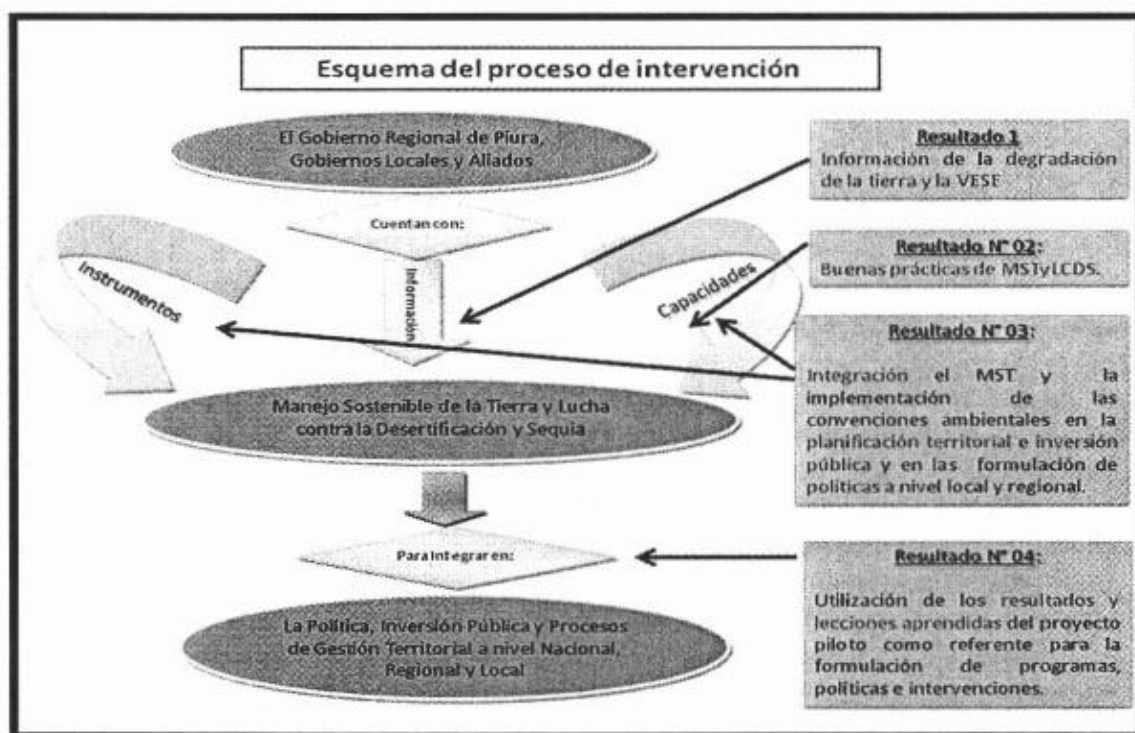 Esquema del proceso de intervención
El Gobierno Regional de Piura,
Gobiernos Locales y Aliados
Cuentan con:
Instrumentos
Información
Capacidades
Manejo Sostenible de la Tierra y Lucha
contra la Desertificación y Sequia
Para Integrar en:
La Política, Inversión Pública y Procesos
de Gestión Territorial a nivel Nacional,
Regional y Local
Resultado 1
Información de la degradación
de la tierra y la VESE
Resultado N° 02:
Buenas prácticas de MSTyLCDS.
Resultado N° 03:
Integración el MST y la
implementación de las
convenciones ambientales en la
planificación territorial e inversión
pública y en las formulación de
políticas a nivel local y regional.
Resultado N° 04:
Utilización de los resultados y
lecciones aprendidas del proyecto
piloto como referente para la
formulación de programas,
políticas e intervenciones.